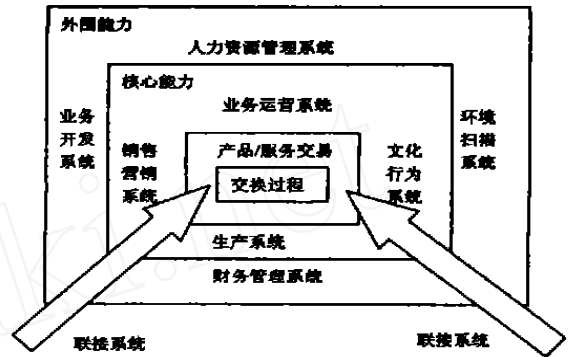 外围能力
人力资源管理系统
核心能力
业务运营系统
业务
开发
系统
环境
扫描
系统
销售
营销
系统
产品/服务交易
交换过程
文化
行为
系统
生产系统
财务管理系统
联接系统
联接系统